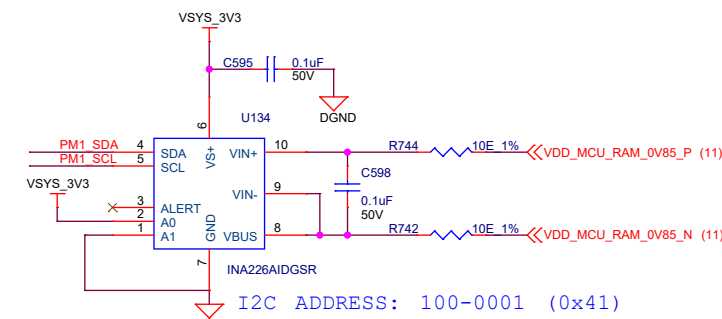 VSYS_3V3
C595 0.1uF
50V
DGND
U134
6
PM1_SDA 4 SDA VS+ VIN+ 10 R744 10E_1% VDD_MCU_RAM_0V85_P (11)
PM1_SCL 5 SCL
VSYS_3V3
C598
VIN- 9
0.1uF
50V
3 ALERT
2 A0
1 A1 GND VBUS 8 R742 10E_1% VDD_MCU_RAM_0V85_N (11)
7
INA226AIDGSR
I2C ADDRESS: 100-0001 (0x41)